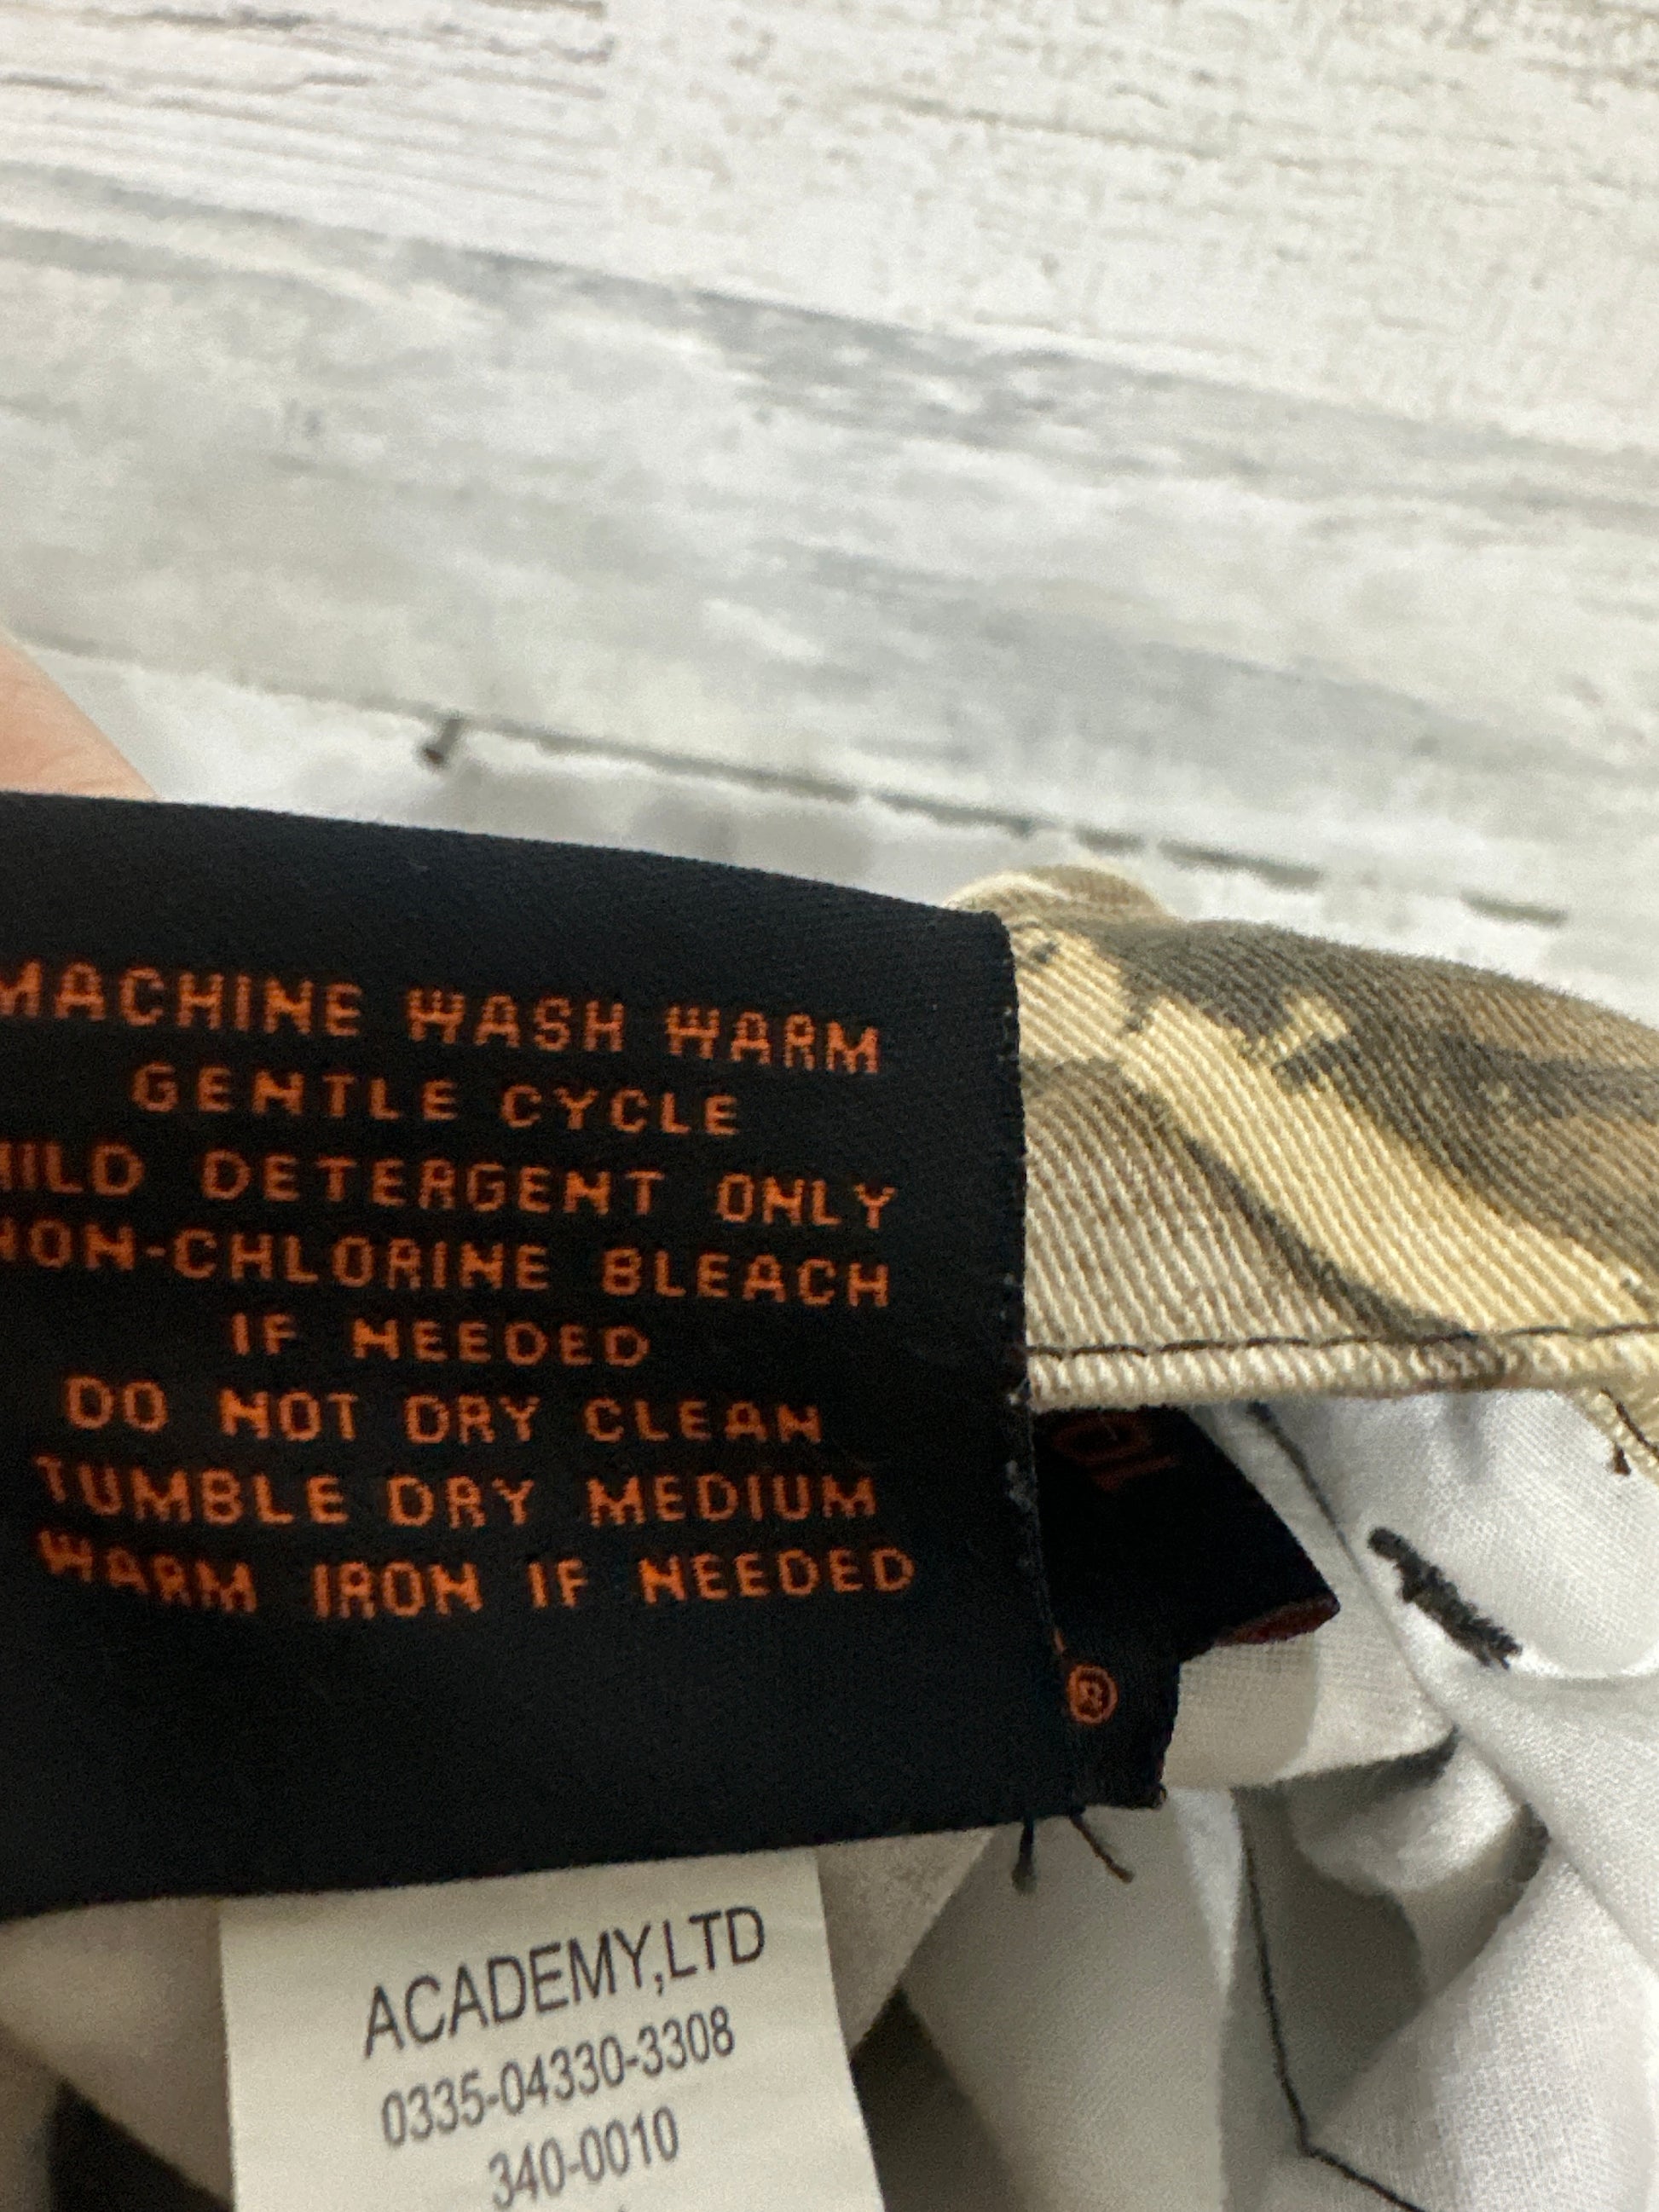 MACHINE WASH WARM
GENTLE CYCLE
MILD DETERGENT ONLY
NON-CHLORINE BLEACH
IF NEEDED
DO NOT DRY CLEAN
TUMBLE DRY MEDIUM
WARM IRON IF NEEDED
®
ACADEMY,LTD
0335-04330-3308
340-0010